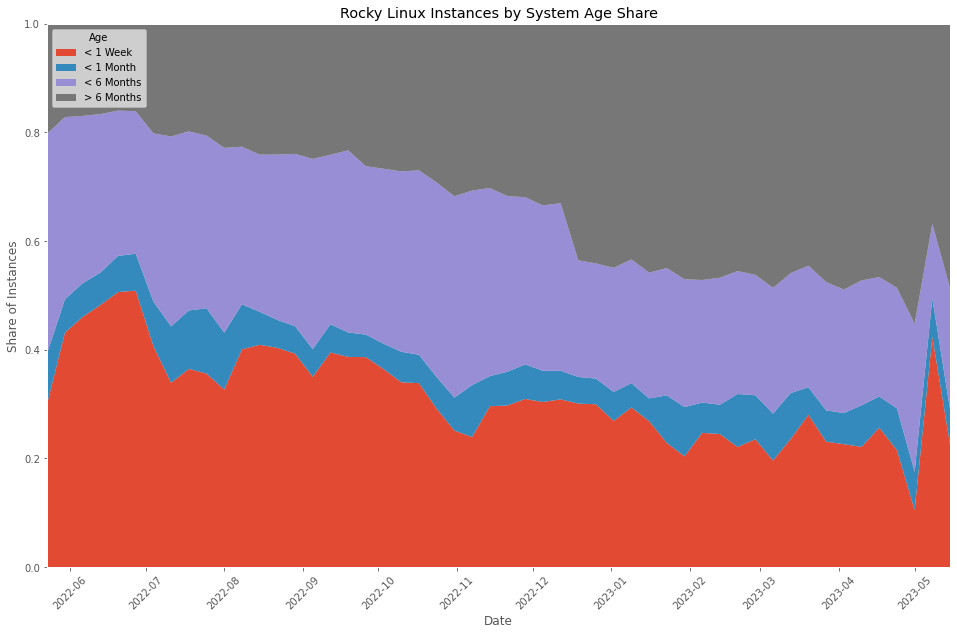 Rocky Linux Instances by System Age Share
1.0
0.8
0.6
0.4
0.2
0.0
Share of Instances
Age
< 1 Week
< 1 Month
< 6 Months
> 6 Months
2022-06
2022-07
2022-08
2022-09
2022-10
2022-11
2022-12
2023-01
2023-02
2023-03
2023-04
2023-05
Date